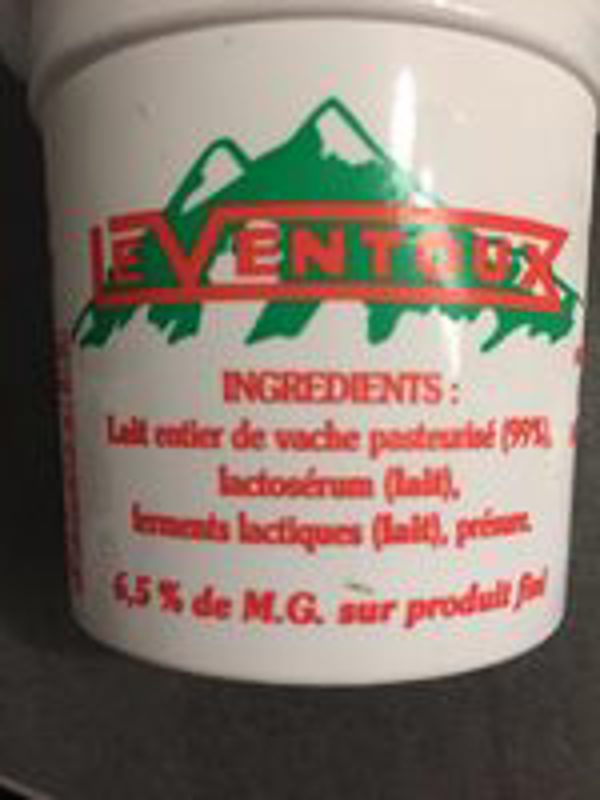 LE VENTOUX
INGREDIENTS :
Lait entier de vache pasteurisé (99%),
lactosérum (lait),
ferments lactiques (lait), présure.
6,5 % de M.G. sur produit fini